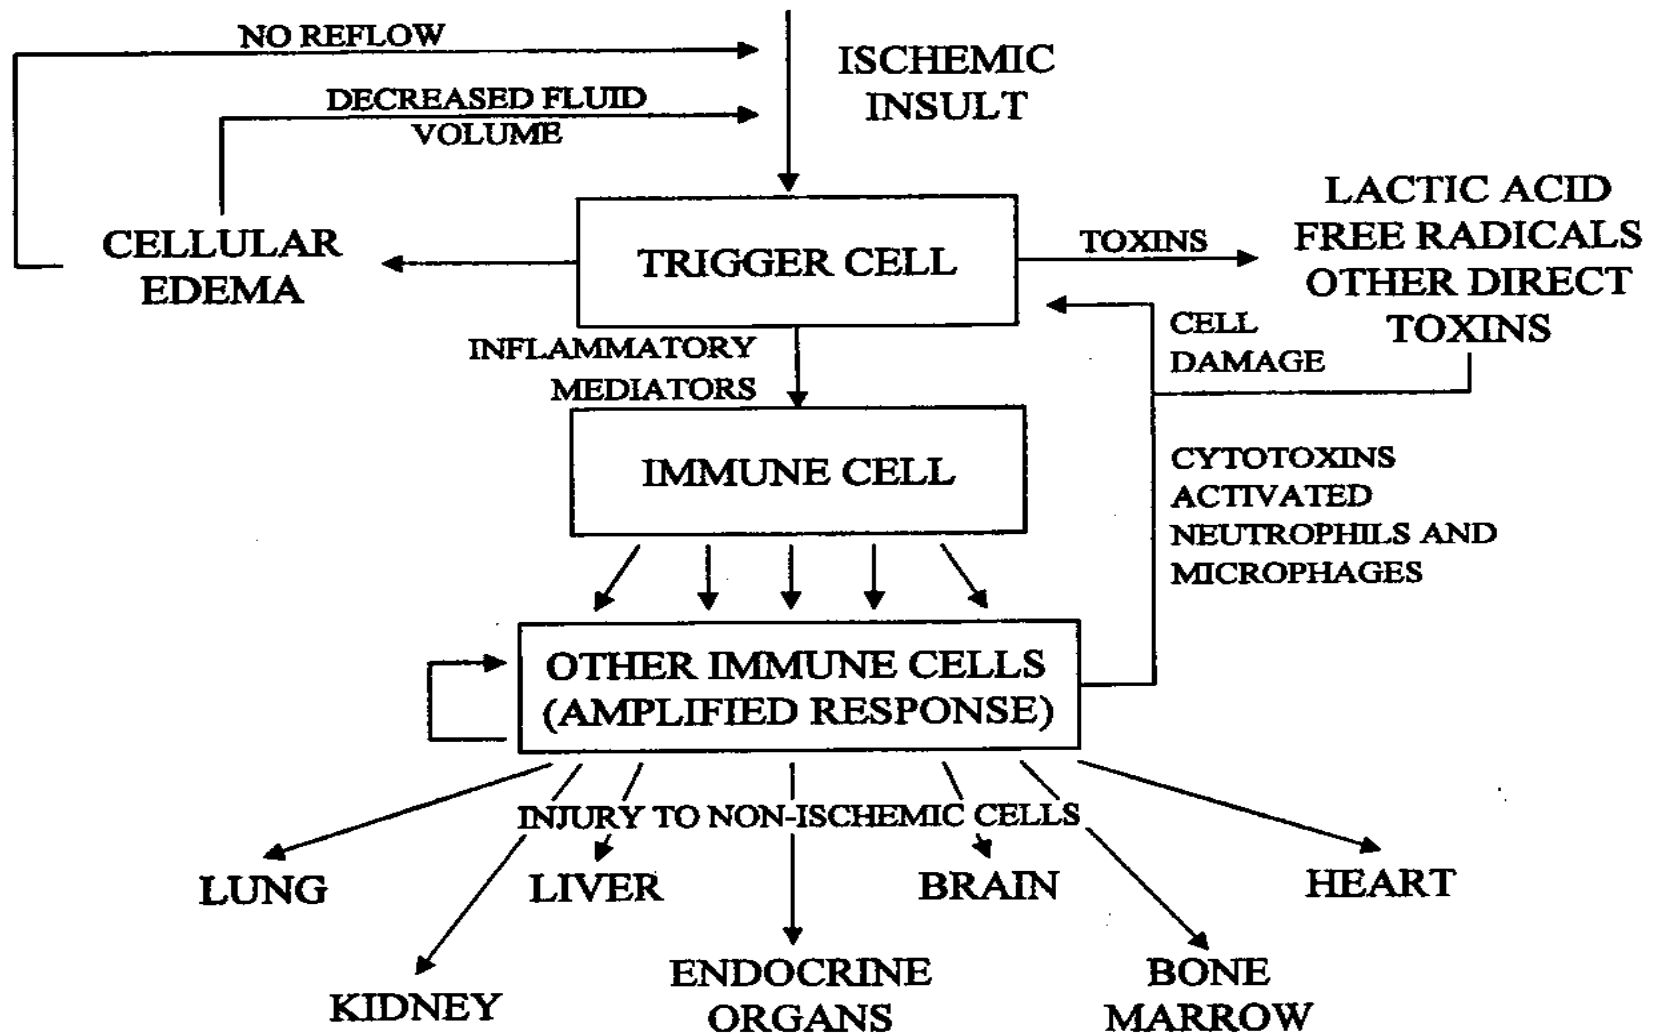 NO REFLOW
ISCHEMIC
INSULT
DECREASED FLUID
VOLUME
LACTIC ACID
FREE RADICALS
OTHER DIRECT
TOXINS
CELLULAR
EDEMA
TRIGGER CELL
TOXINS
CELL
DAMAGE
INFLAMMATORY
MEDIATORS
IMMUNE CELL
CYTOTOXINS
ACTIVATED
NEUTROPHILS AND
MICROPHAGES
OTHER IMMUNE CELLS
(AMPLIFIED RESPONSE)
INJURY TO NON-ISCHEMIC CELLS
LUNG
LIVER
BRAIN
HEART
KIDNEY
ENDOCRINE
ORGANS
BONE
MARROW